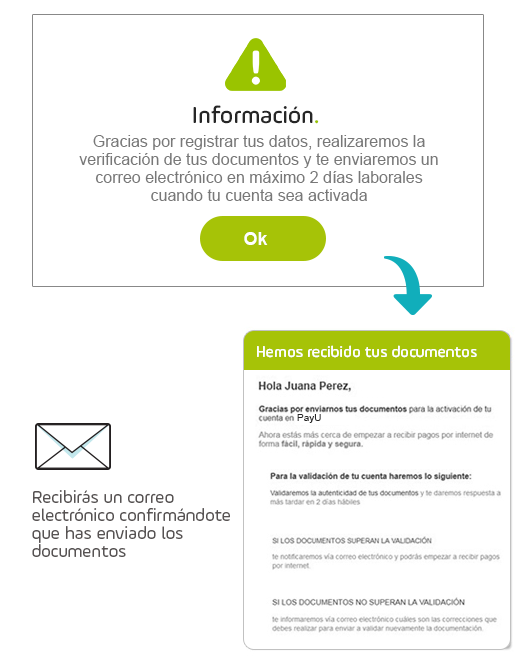 Información.
Gracias por registrar tus datos, realizaremos la
verificación de tus documentos y te enviaremos un
correo electrónico en máximo 2 días laborales
cuando tu cuenta sea activada
Ok
Hemos recibido tus documentos
Hola Juana Perez,
Gracias por enviarnos tus documentos para la activación de tu
cuenta en PayU
Ahora estás más cerca de empezar a recibir pagos por internet de
forma fácil, rápida y segura.
Para la validación de tu cuenta haremos lo siguiente:
Validaremos la autenticidad de tus documentos y te daremos respuesta a
más tardar en 2 días hábiles
SI LOS DOCUMENTOS SUPERAN LA VALIDACIÓN
te notificaremos vía correo electrónico y podrás empezar a recibir pagos
por internet.
SI LOS DOCUMENTOS NO SUPERAN LA VALIDACIÓN
te informaremos vía correo electrónico cuáles son las correcciones que
debes realizar para enviar a validar nuevamente la documentación.
Recibirás un correo
electrónico confirmándote
que has enviado los
documentos